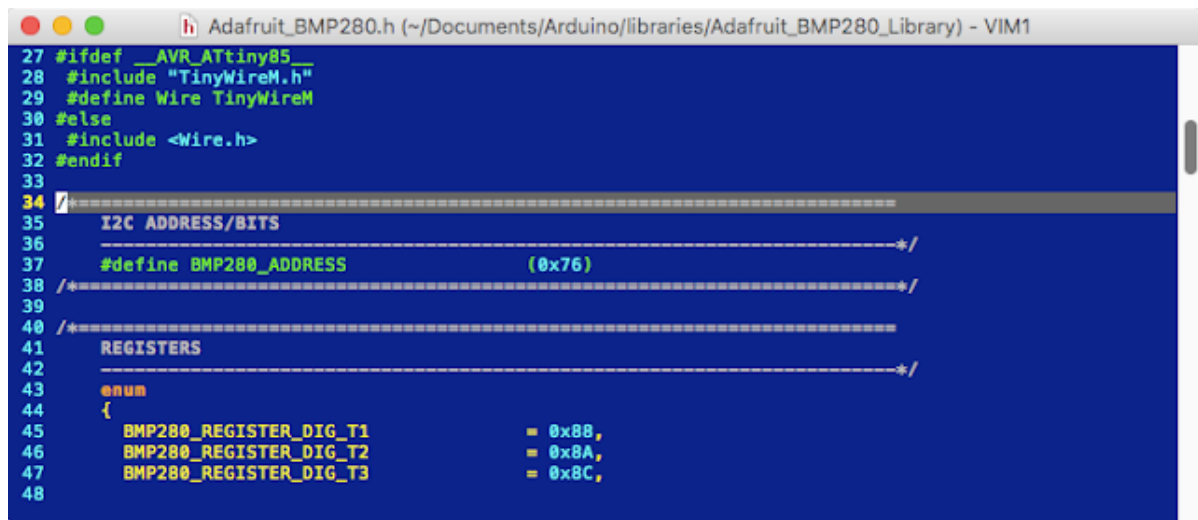 Adafruit_BMP280.h (~/Documents/Arduino/libraries/Adafruit_BMP280_Library) - VIM1
27 #ifdef __AVR_ATtiny85__
28  #include "TinyWireM.h"
29  #define Wire TinyWireM
30 #else
31  #include <Wire.h>
32 #endif
33
34 /*=========================================================================
35     I2C ADDRESS/BITS
36     -----------------------------------------------------------------------*/
37     #define BMP280_ADDRESS                (0x76)
38 /*=========================================================================*/
39
40 /*=========================================================================
41     REGISTERS
42     -----------------------------------------------------------------------*/
43     enum
44     {
45       BMP280_REGISTER_DIG_T1              = 0x88,
46       BMP280_REGISTER_DIG_T2              = 0x8A,
47       BMP280_REGISTER_DIG_T3              = 0x8C,
48